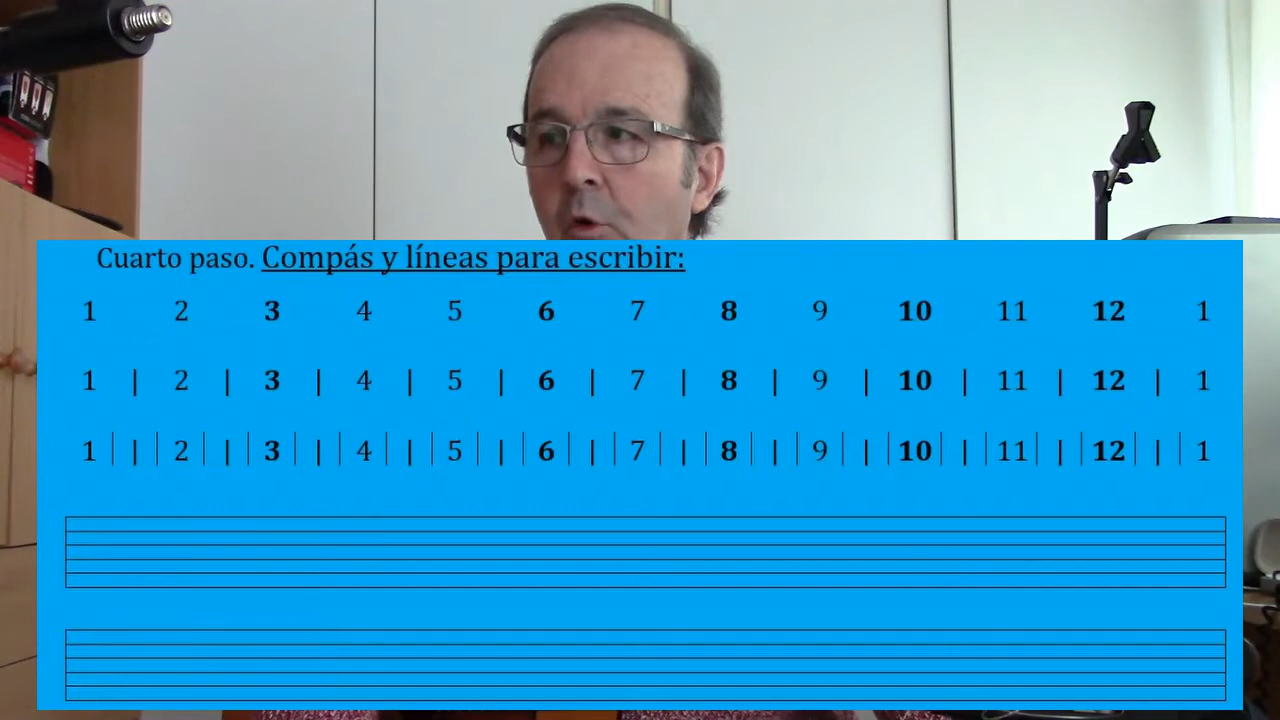 Cuarto paso. Compás y líneas para escribir:
1 2 3 4 5 6 7 8 9 10 11 12 1
1 | 2 | 3 | 4 | 5 | 6 | 7 | 8 | 9 | 10 | 11 | 12 | 1
1 | | | 2 | | | 3 | | | 4 | | | 5 | | | 6 | | | 7 | | | 8 | | | 9 | | | 10 | | | 11 | | | 12 | | | 1